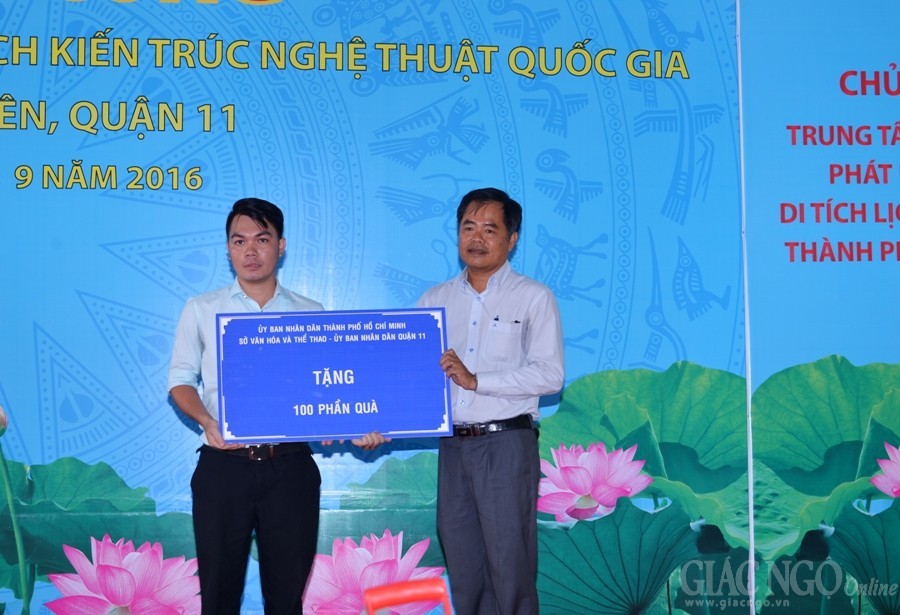 CH KIẾN TRÚC NGHỆ THUẬT QUỐC GIA
ÊN, QUẬN 11
9 NĂM 2016
CHỦ
TRUNG TÂ
PHÁT
DI TÍCH LỊC
THÀNH PH
ỦY BAN NHÂN DÂN THÀNH PHỐ HỒ CHÍ MINH
SỞ VĂN HÓA VÀ THỂ THAO - ỦY BAN NHÂN DÂN QUẬN 11
TẶNG
100 PHẦN QUÀ
GIÁC NGỘ Online
www.giacngo.vn